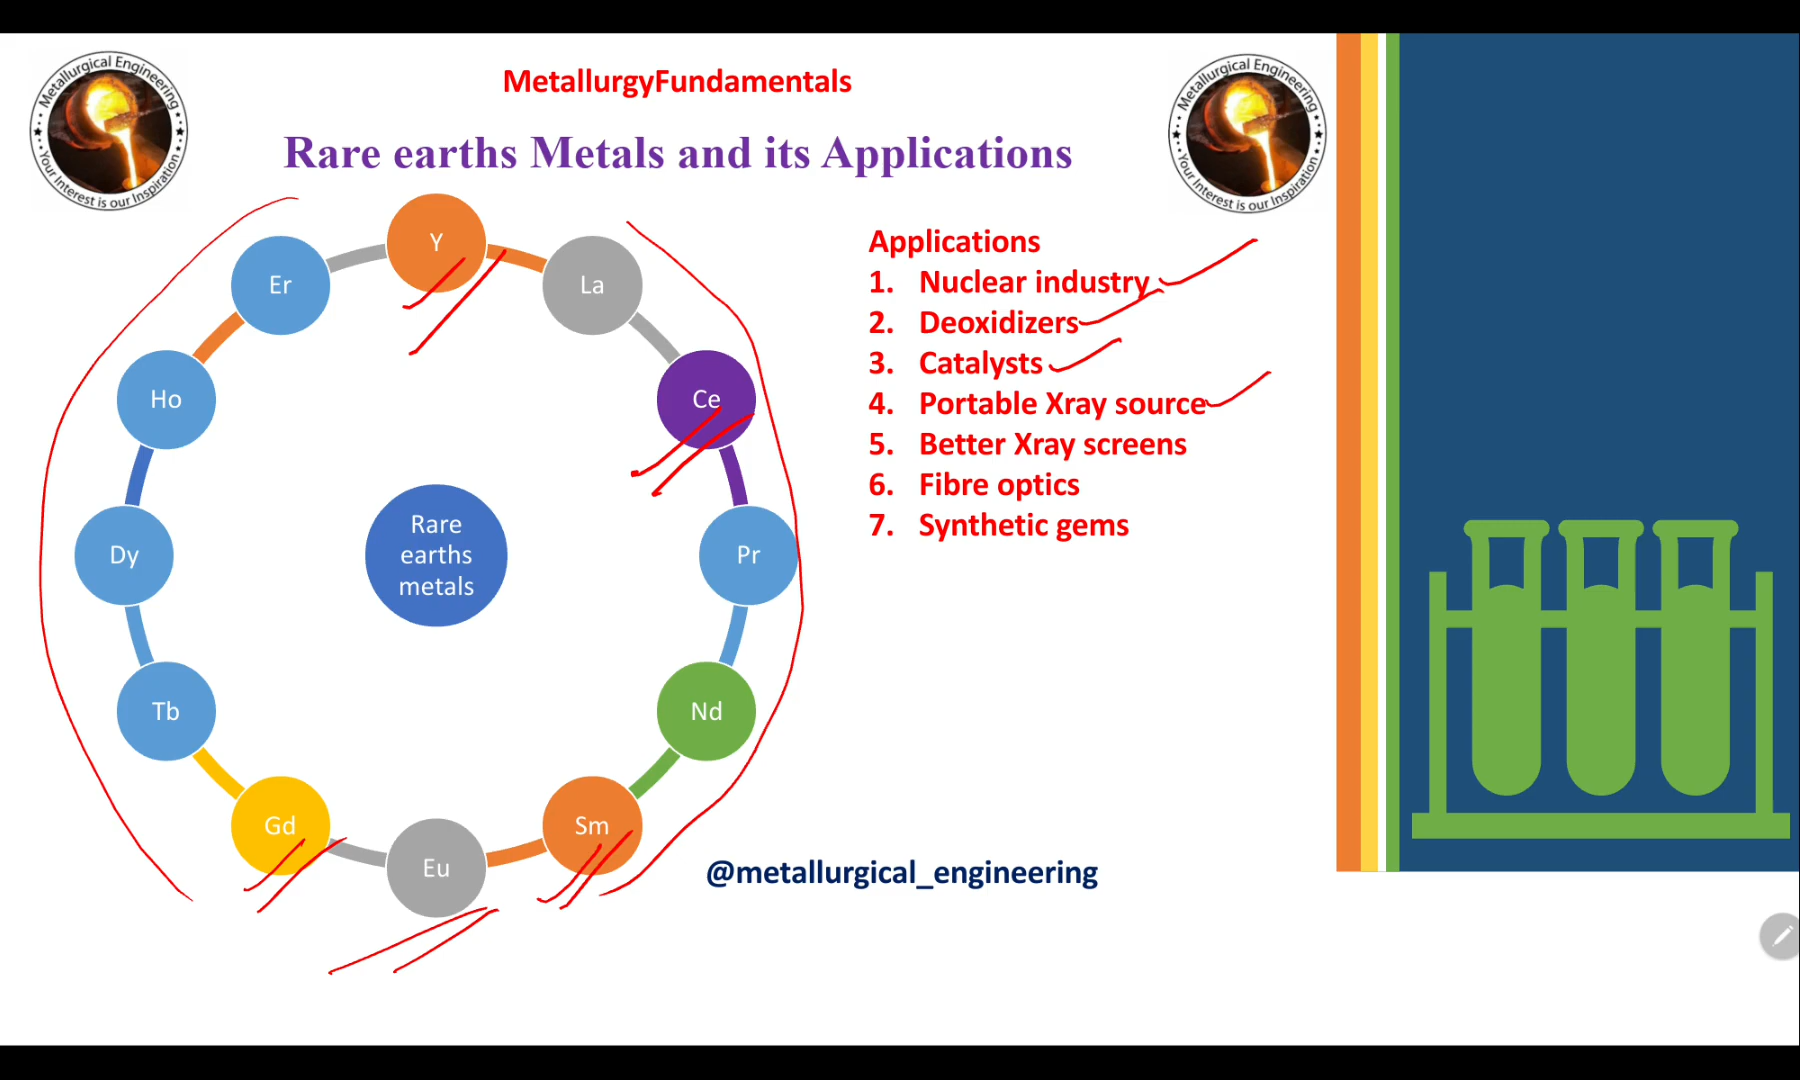 Metallurgical Engineering
Your Interest is our Inspiration
MetallurgyFundamentals
Metallurgical Engineering
Your Interest is our Inspiration
Rare earths Metals and its Applications
Y
La
Ce
Pr
Nd
Sm
Eu
Gd
Tb
Dy
Ho
Er
Rare
earths
metals
Applications
1. Nuclear industry
2. Deoxidizers
3. Catalysts
4. Portable Xray source
5. Better Xray screens
6. Fibre optics
7. Synthetic gems
@metallurgical_engineering